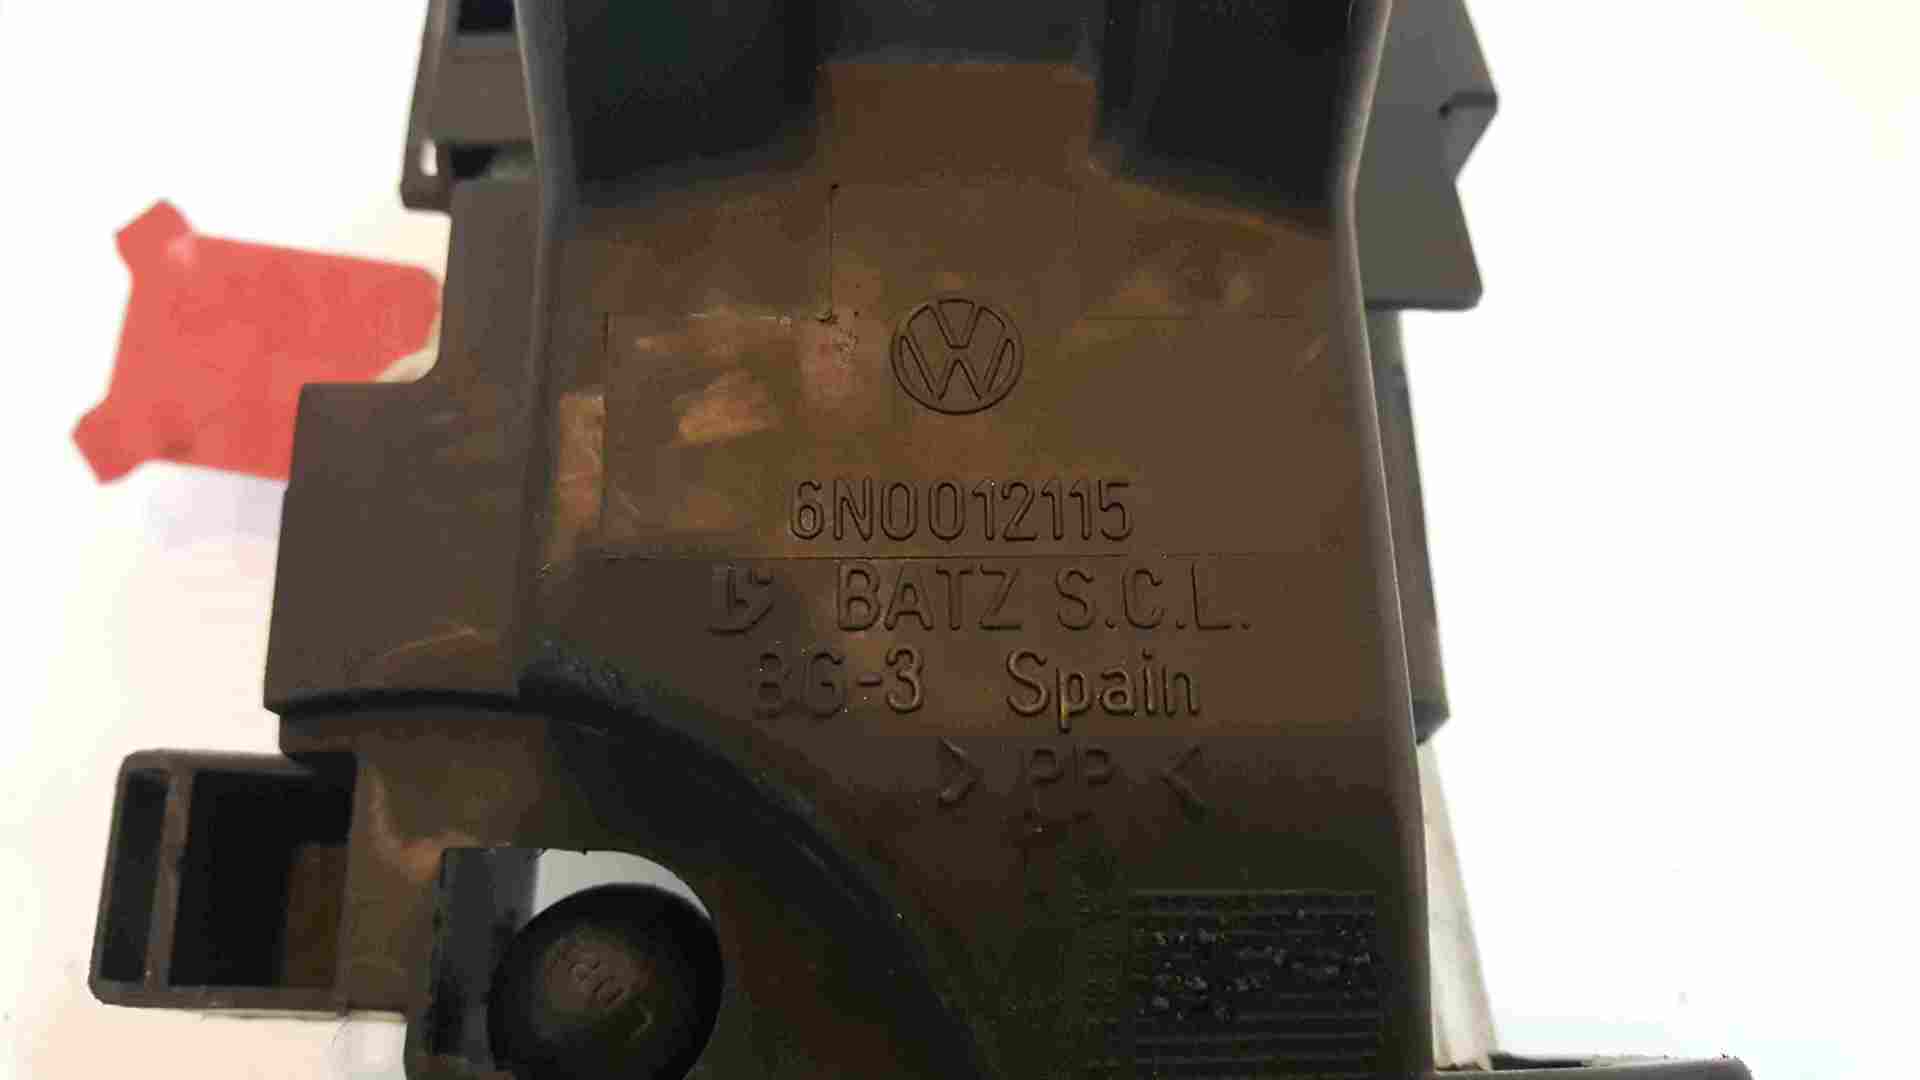 6N0012115
BATZ S.C.L.
BG-3 Spain
> PP <